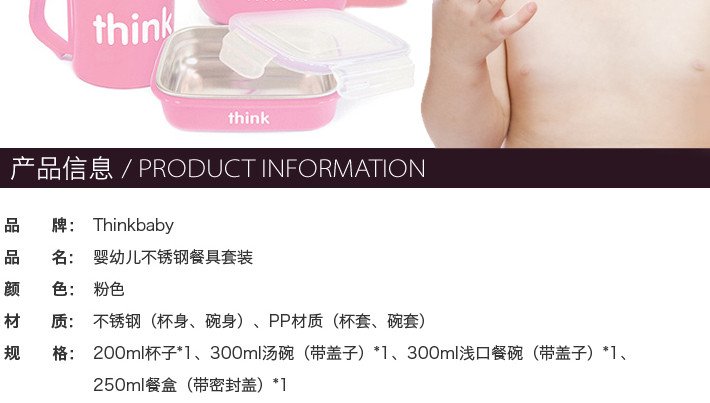 think
think
产品信息 / PRODUCT INFORMATION
品 牌： Thinkbaby
品 名： 婴幼儿不锈钢餐具套装
颜 色： 粉色
材 质： 不锈钢（杯身、碗身）、PP材质（杯套、碗套）
规 格： 200ml杯子*1、300ml汤碗（带盖子）*1、300ml浅口餐碗（带盖子）*1、
250ml餐盒（带密封盖）*1